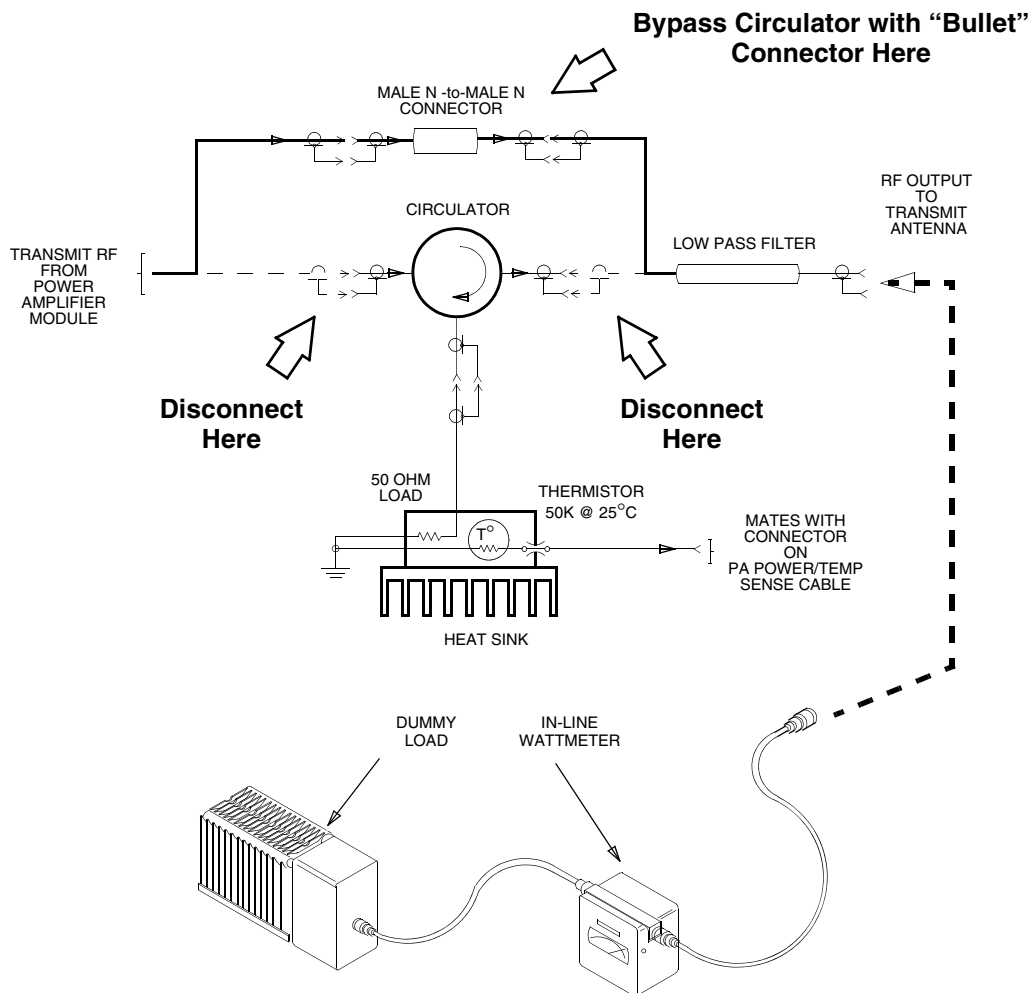 Bypass Circulator with “Bullet”
Connector Here
MALE N -to-MALE N
CONNECTOR
RF OUTPUT
TO
TRANSMIT
ANTENNA
CIRCULATOR
LOW PASS FILTER
TRANSMIT RF
FROM
POWER
AMPLIFIER
MODULE
Disconnect
Here
Disconnect
Here
50 OHM
LOAD
THERMISTOR
50K @ 25°C
T°
MATES WITH
CONNECTOR
ON
PA POWER/TEMP
SENSE CABLE
HEAT SINK
DUMMY
LOAD
IN-LINE
WATTMETER